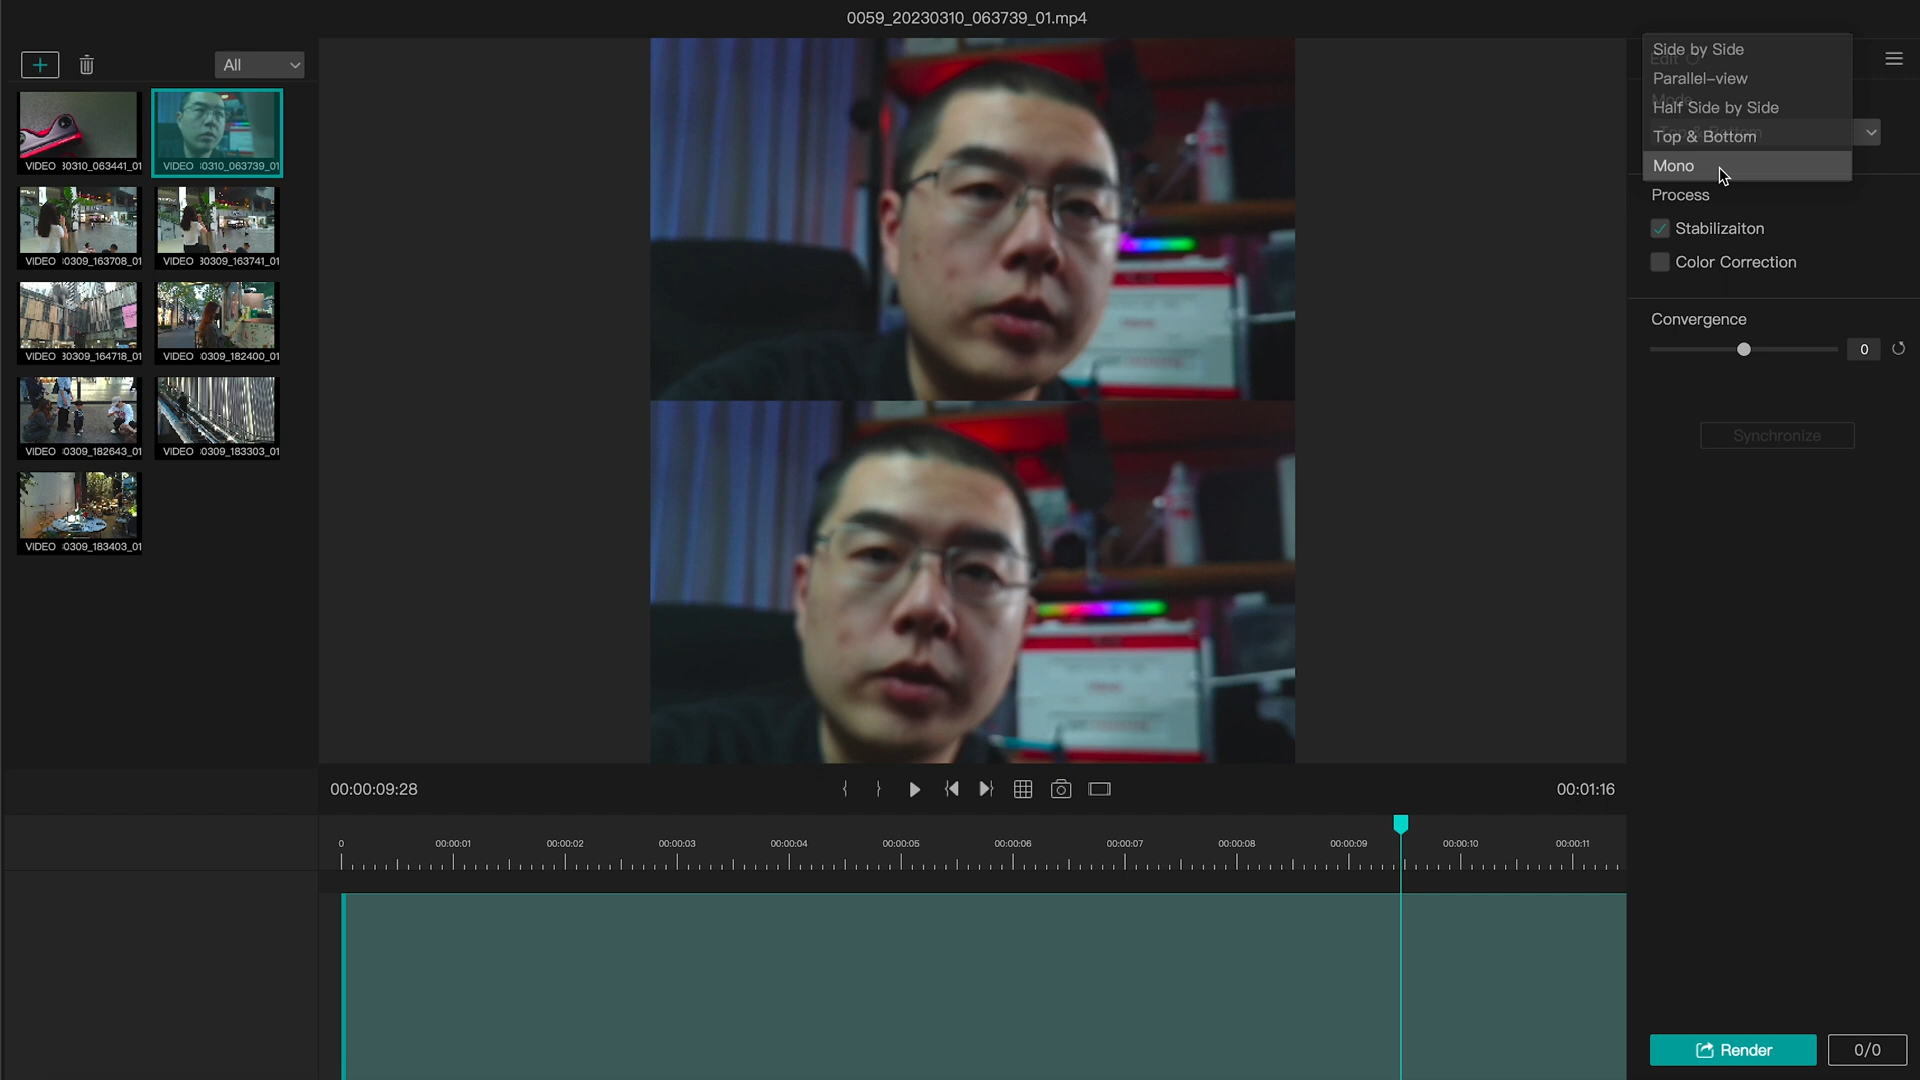 0059_20230310_063739_01.mp4
All
VIDEO 30310_063441_01
VIDEO 0310_063739_01
VIDEO 0309_163708_01
VIDEO 0309_163741_01
VIDEO 30309_164718_01
VIDEO 0309_182400_01
VIDEO 0309_182643_01
VIDEO 0309_183303_01
VIDEO 0309_183403_01
Side by Side
Edit
Parallel-view
Mode
Half Side by Side
Top & Bottom
Mono
Process
Stabilizaiton
Color Correction
Convergence
0
Synchronize
00:00:09:28
00:01:16
0 00:00:01 00:00:02 00:00:03 00:00:04 00:00:05 00:00:06 00:00:07 00:00:08 00:00:09 00:00:10 00:00:11
Render
0/0